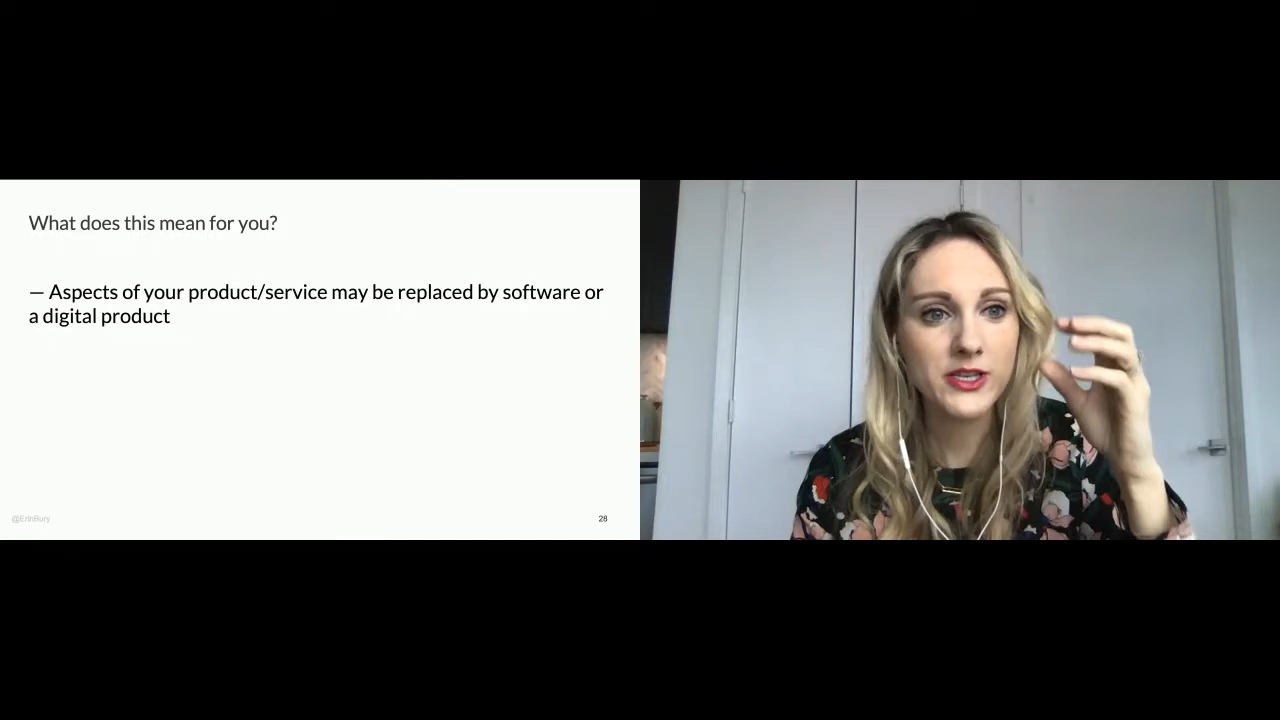 What does this mean for you?
— Aspects of your product/service may be replaced by software or
a digital product
@ErinBury
28